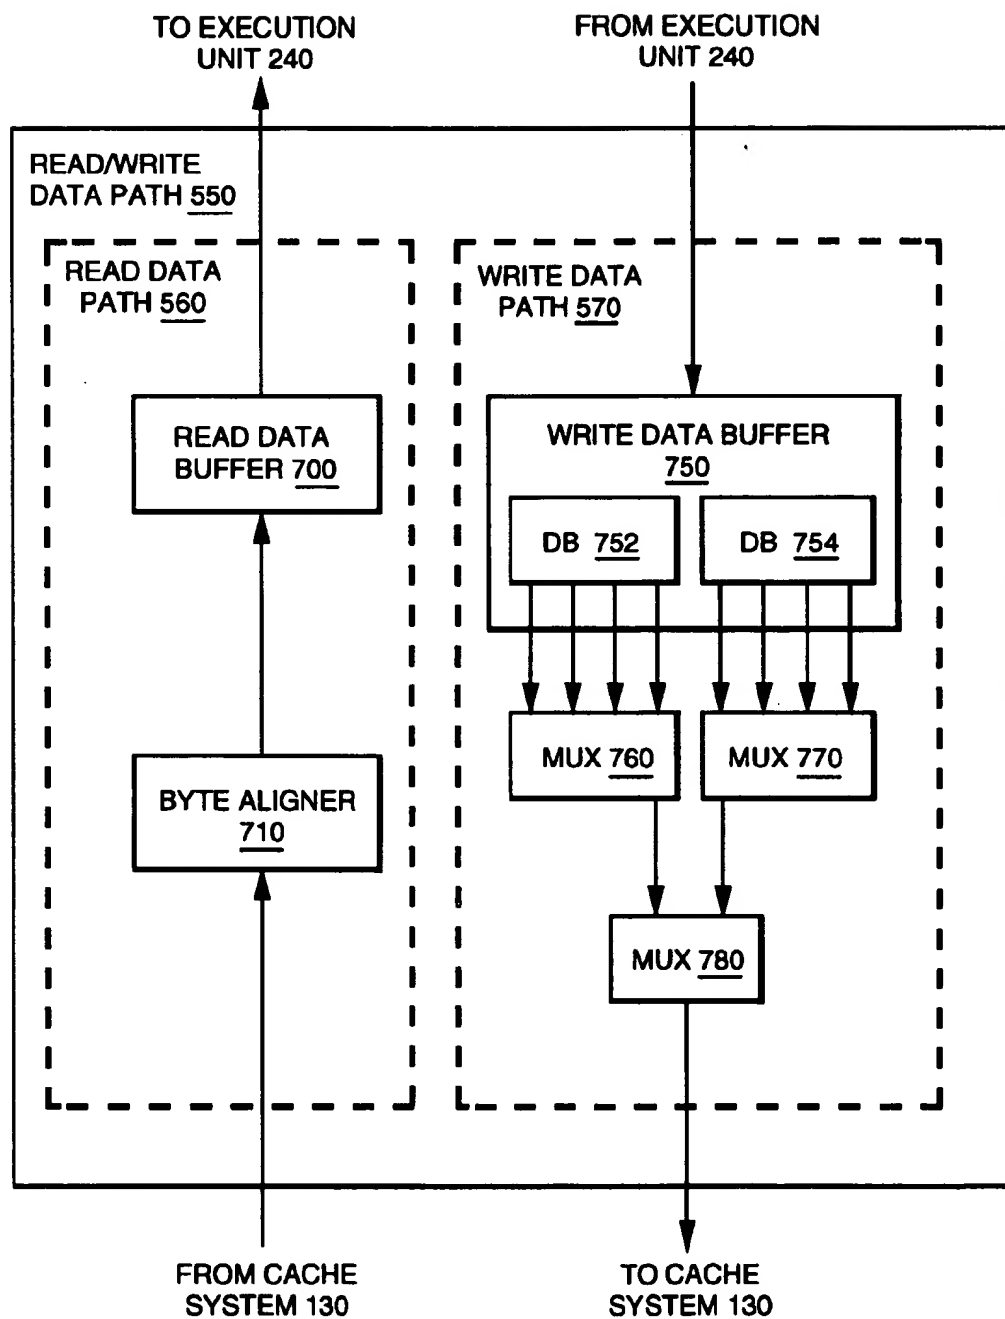 TO EXECUTION
UNIT 240
FROM EXECUTION
UNIT 240
READ/WRITE
DATA PATH 550
READ DATA
PATH 560
WRITE DATA
PATH 570
READ DATA
BUFFER 700
WRITE DATA BUFFER
750
DB 752
DB 754
MUX 760
MUX 770
BYTE ALIGNER
710
MUX 780
FROM CACHE
SYSTEM 130
TO CACHE
SYSTEM 130